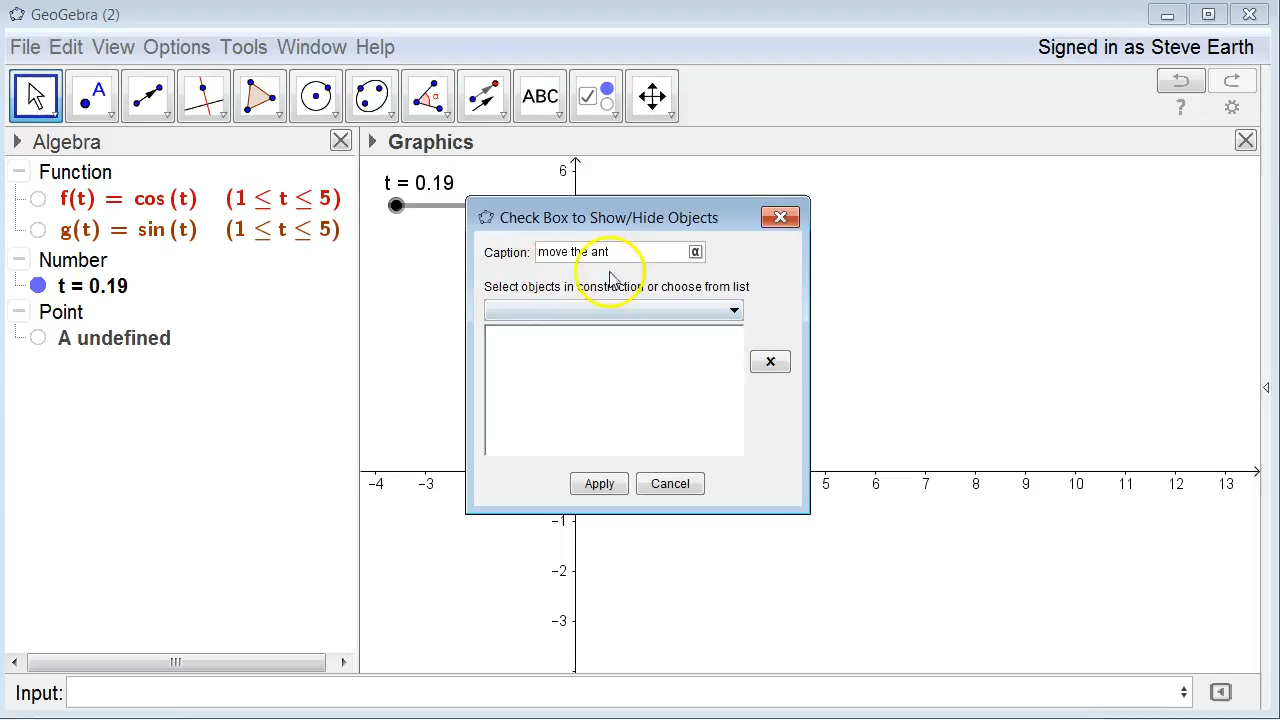 GeoGebra (2)
File Edit View Options Tools Window Help
Signed in as Steve Earth
A
α
ABC
?
Algebra
Graphics
Function
f(t) = cos (t) (1 ≤ t ≤ 5)
g(t) = sin (t) (1 ≤ t ≤ 5)
Number
t = 0.19
Point
A undefined
t = 0.19
6
Check Box to Show/Hide Objects
Caption: move the ant α
Select objects in construction or choose from list
x
Apply Cancel
-4 -3 5 6 7 8 9 10 11 12 13
-1
-2
-3
Input: